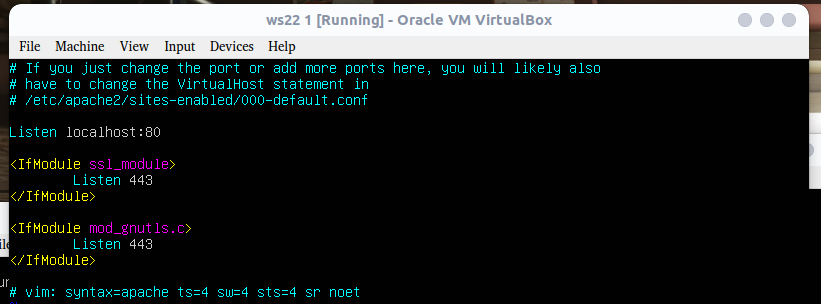 ws22 1 [Running] - Oracle VM VirtualBox
File Machine View Input Devices Help
# If you just change the port or add more ports here, you will likely also
# have to change the VirtualHost statement in
# /etc/apache2/sites-enabled/000-default.conf
Listen localhost:80
<IfModule ssl_module>
Listen 443
</IfModule>
<IfModule mod_gnutls.c>
Listen 443
</IfModule>
# vim: syntax=apache ts=4 sw=4 sts=4 sr noet